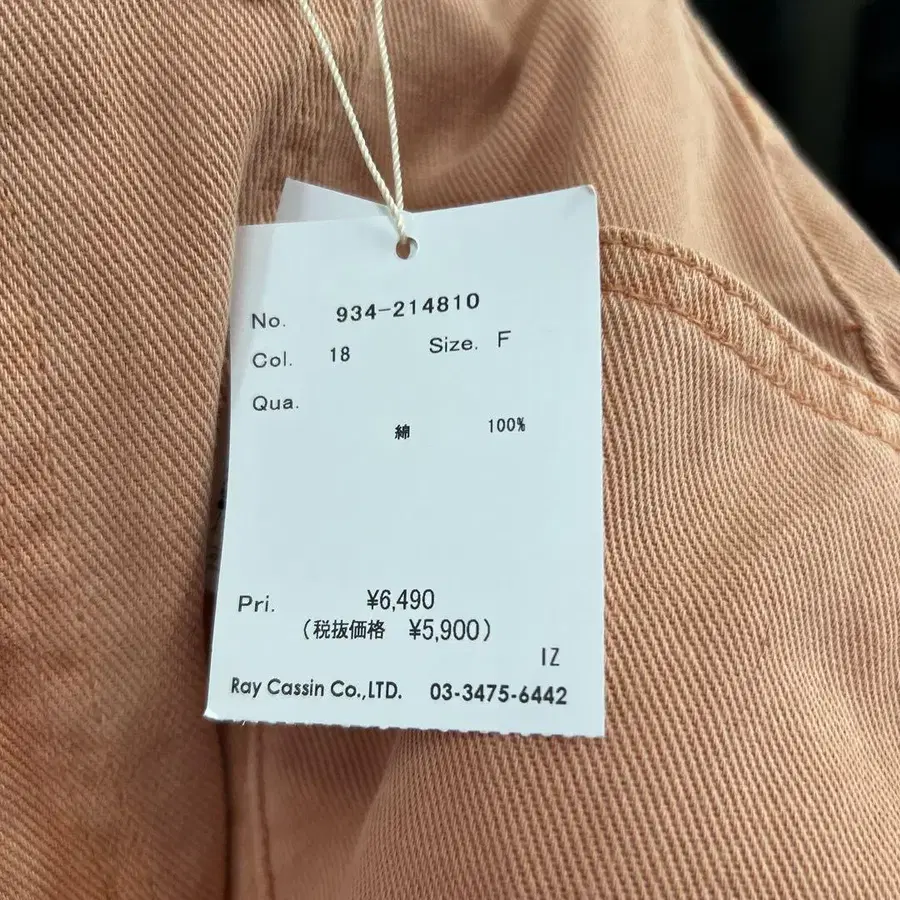 No. 934-214810
Col. 18 Size. F
Qua.
綿 100%
Pri. ¥6,490
(税抜価格 ¥5,900)
IZ
Ray Cassin Co.,LTD. 03-3475-6442